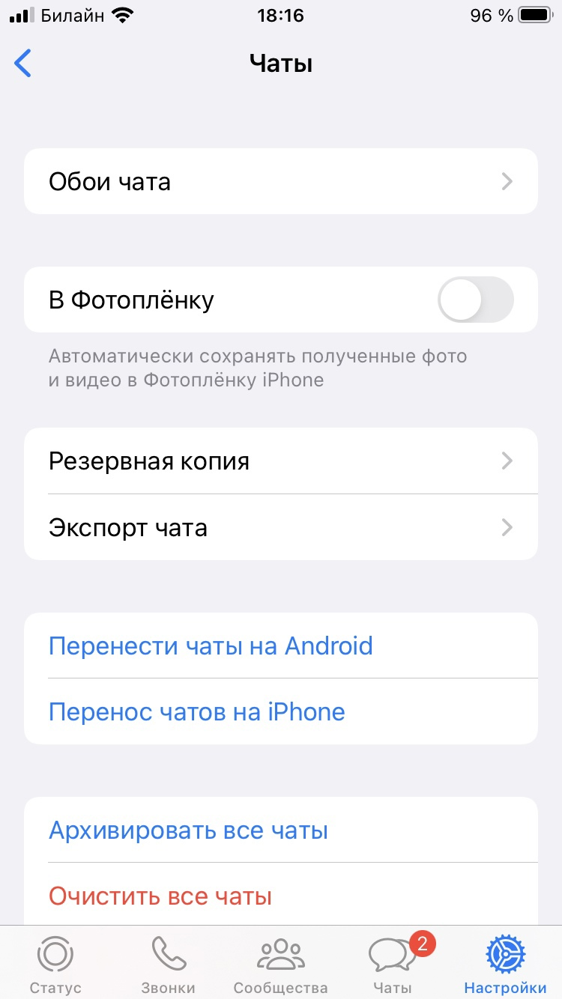 Билайн 18:16 96 %
Чаты
Обои чата
В Фотоплёнку
Автоматически сохранять полученные фото
и видео в Фотоплёнку iPhone
Резервная копия
Экспорт чата
Перенести чаты на Android
Перенос чатов на iPhone
Архивировать все чаты
Очистить все чаты
2
Статус Звонки Сообщества Чаты Настройки